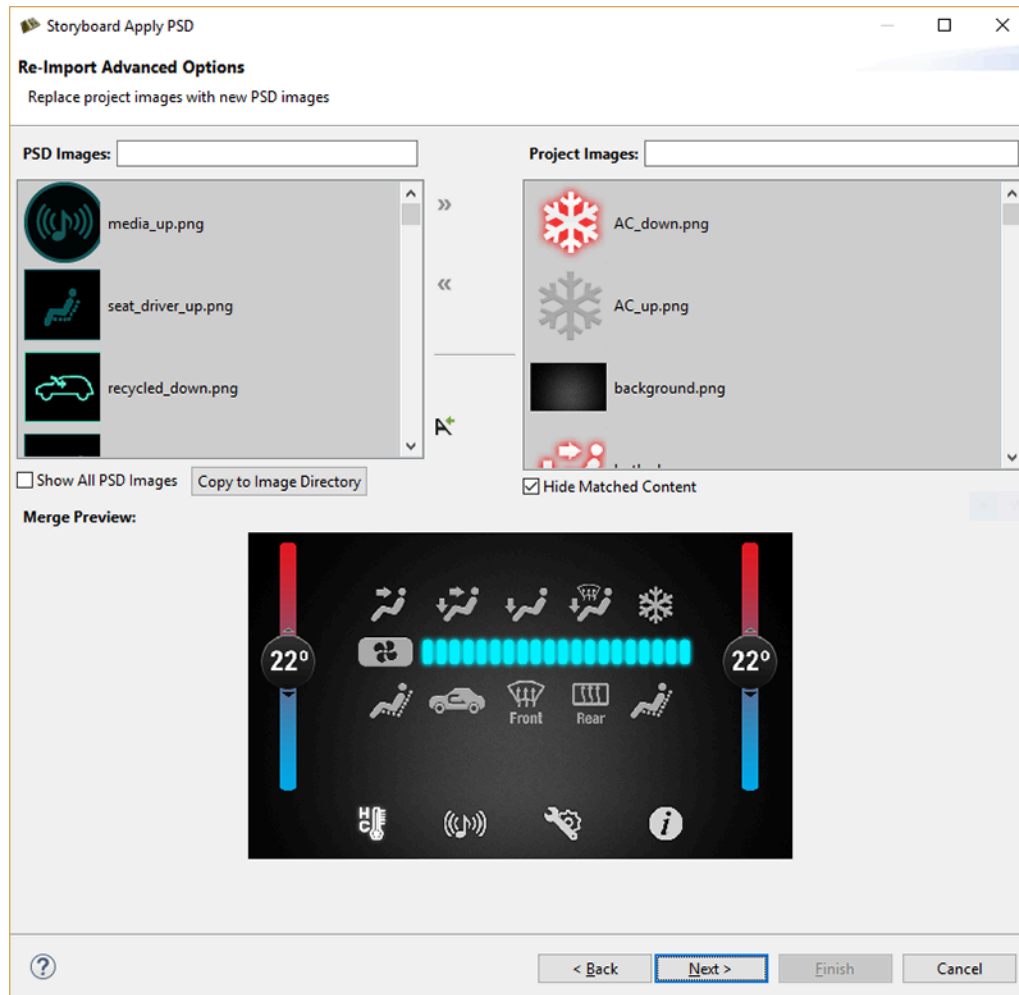 Storyboard Apply PSD
Re-Import Advanced Options
Replace project images with new PSD images
PSD Images:
Project Images:
media_up.png
seat_driver_up.png
recycled_down.png
AC_down.png
AC_up.png
background.png
Show All PSD Images
Copy to Image Directory
Hide Matched Content
Merge Preview:
22º
22º
Front
Rear
H
C
i
?
< Back
Next >
Finish
Cancel